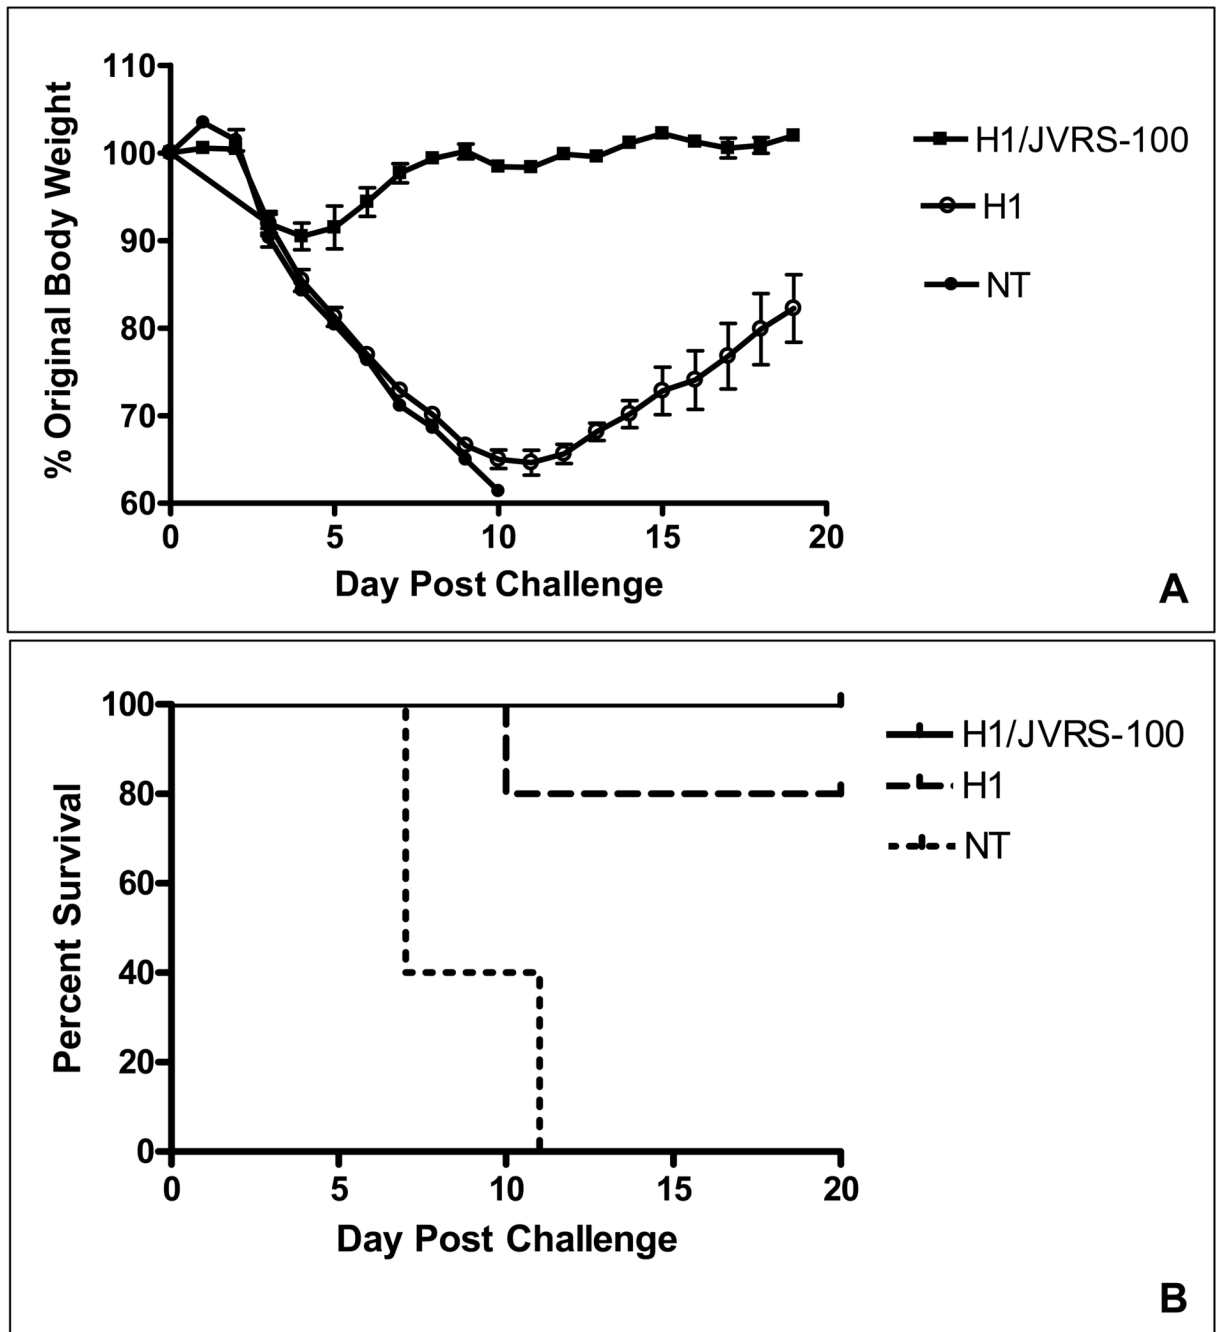 110
100
90
80
70
60
0
5
10
15
20
% Original Body Weight
Day Post Challenge
H1/JVRS-100
H1
NT
A
100
80
60
40
20
0
0
5
10
15
20
Percent Survival
Day Post Challenge
H1/JVRS-100
H1
NT
B